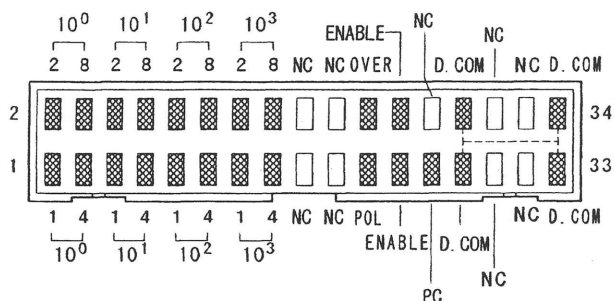 10⁰ 10¹ 10² 10³ ENABLE NC NC
2 8 2 8 2 8 2 8 NC NC OVER D. COM NC D. COM
2 34
1 33
1 4 1 4 1 4 1 4 NC NC POL NC D. COM
10⁰ 10¹ 10² 10³ ENABLE D. COM NC
PC